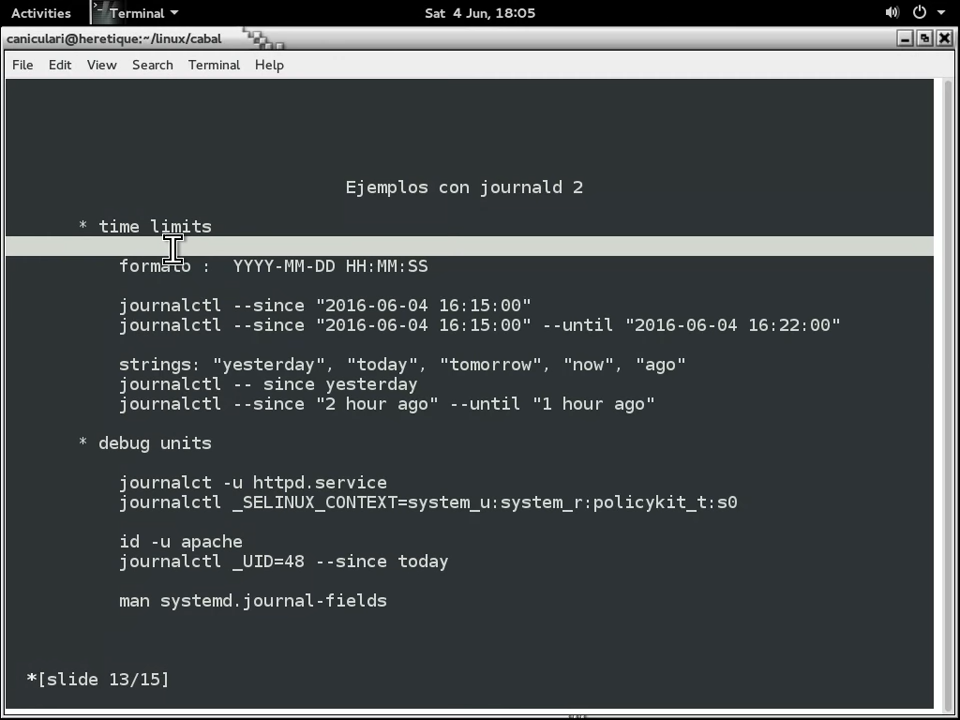 Activities Terminal Sat 4 Jun, 18:05
caniculari@heretique:~/linux/cabal
File Edit View Search Terminal Help
Ejemplos con journald 2
* time limits
formato : YYYY-MM-DD HH:MM:SS
journalctl --since "2016-06-04 16:15:00"
journalctl --since "2016-06-04 16:15:00" --until "2016-06-04 16:22:00"
strings: "yesterday", "today", "tomorrow", "now", "ago"
journalctl -- since yesterday
journalctl --since "2 hour ago" --until "1 hour ago"
* debug units
journalct -u httpd.service
journalctl _SELINUX_CONTEXT=system_u:system_r:policykit_t:s0
id -u apache
journalctl _UID=48 --since today
man systemd.journal-fields
*[slide 13/15]